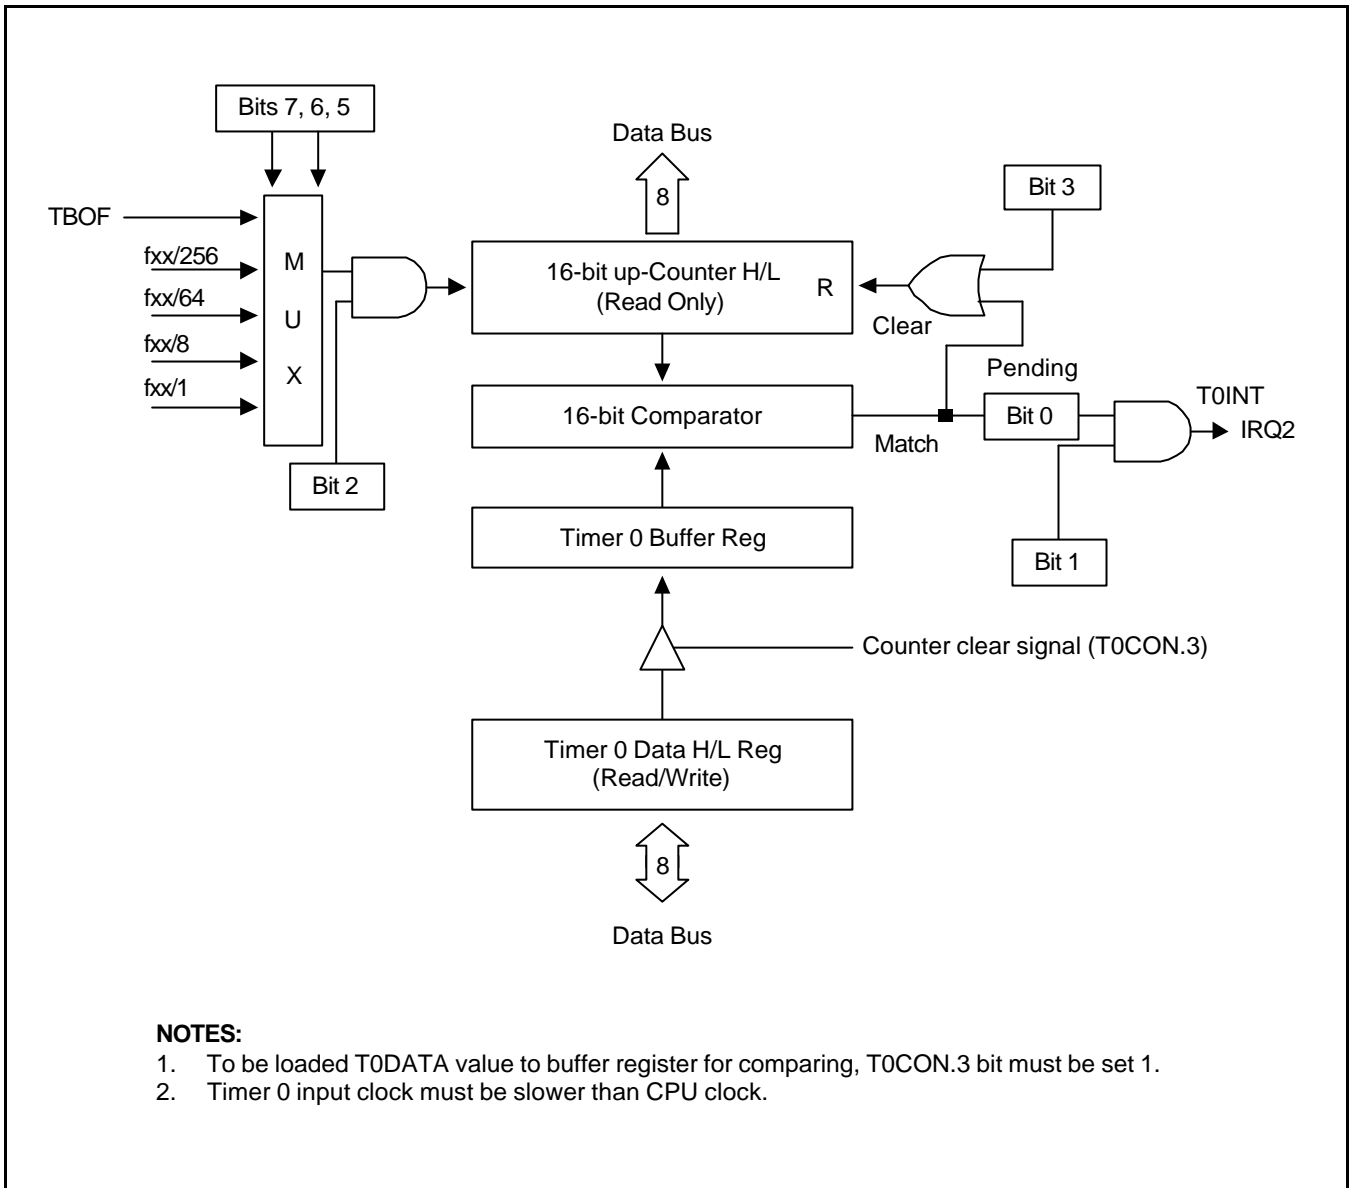 Bits 7, 6, 5
Data Bus
8
Bit 3
TBOF
fxx/256
fxx/64
fxx/8
fxx/1
M
U
X
16-bit up-Counter H/L
(Read Only)
R
Clear
Pending
16-bit Comparator
Match
Bit 0
T0INT
IRQ2
Bit 2
Timer 0 Buffer Reg
Bit 1
Counter clear signal (T0CON.3)
Timer 0 Data H/L Reg
(Read/Write)
8
Data Bus
NOTES:
1. To be loaded T0DATA value to buffer register for comparing, T0CON.3 bit must be set 1.
2. Timer 0 input clock must be slower than CPU clock.